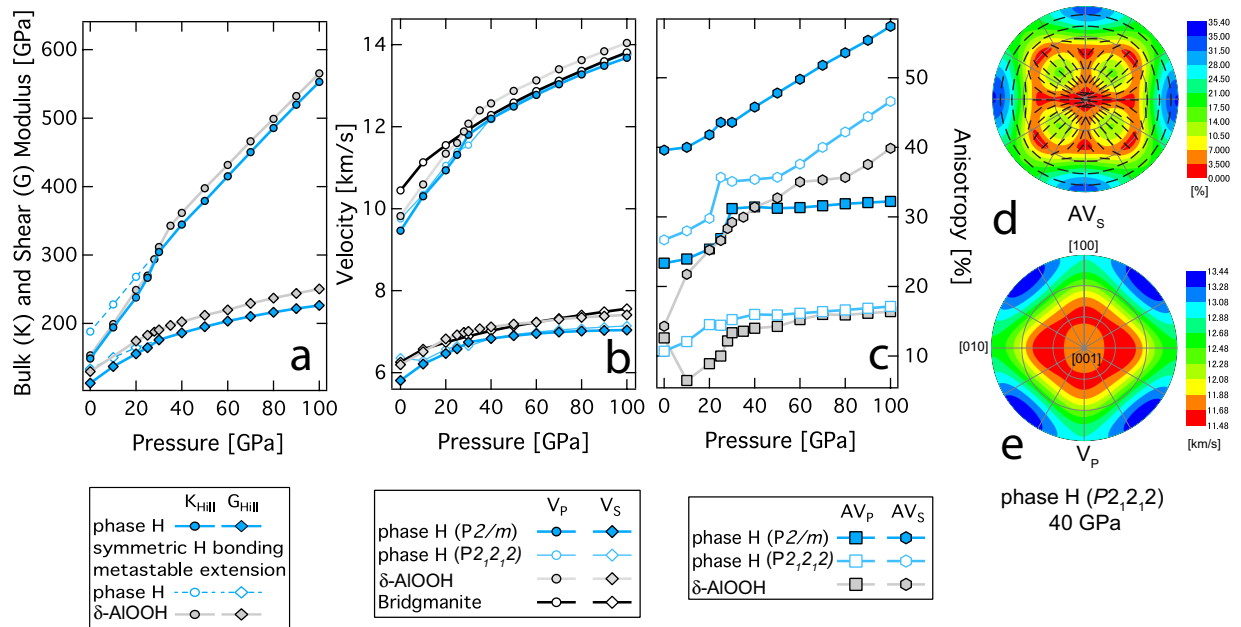 Bulk (K) and Shear (G) Modulus [GPa]
600
500
400
300
200
0 20 40 60 80 100
Pressure [GPa]
a
Velocity [km/s]
14
12
10
8
6
0 20 40 60 80 100
Pressure [GPa]
b
50
40
30
20
10
Anisotropy [%]
0 20 40 60 80 100
Pressure [GPa]
c
35.40
31.50
28.00
24.50
21.00
17.50
14.00
10.50
7.000
3.500
0.000
[%]
d
AVS
[100]
[010]
[001]
13.44
13.28
13.08
12.88
12.68
12.48
12.28
12.08
11.88
11.68
11.48
[km/s]
e
VP
phase H (P21212)
40 GPa
KHill GHill
phase H
symmetric H bonding
metastable extension
phase H
δ-AlOOH
VP VS
phase H (P2/m)
phase H (P21212)
δ-AlOOH
Bridgmanite
AVP AVS
phase H (P2/m)
phase H (P21212)
δ-AlOOH